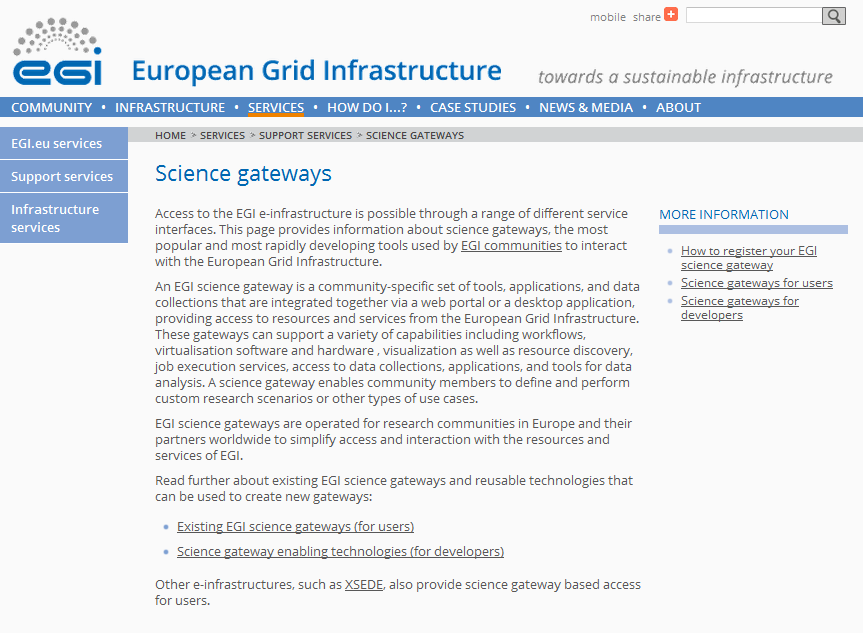 mobile share
egi European Grid Infrastructure
towards a sustainable infrastructure
COMMUNITY • INFRASTRUCTURE • SERVICES • HOW DO I...? • CASE STUDIES • NEWS & MEDIA • ABOUT
EGI.eu services
Support services
Infrastructure
services
HOME > SERVICES > SUPPORT SERVICES > SCIENCE GATEWAYS
Science gateways
Access to the EGI e-infrastructure is possible through a range of different service
interfaces. This page provides information about science gateways, the most
popular and most rapidly developing tools used by EGI communities to interact
with the European Grid Infrastructure.
An EGI science gateway is a community-specific set of tools, applications, and data
collections that are integrated together via a web portal or a desktop application,
providing access to resources and services from the European Grid Infrastructure.
These gateways can support a variety of capabilities including workflows,
virtualisation software and hardware , visualization as well as resource discovery,
job execution services, access to data collections, applications, and tools for data
analysis. A science gateway enables community members to define and perform
custom research scenarios or other types of use cases.
EGI science gateways are operated for research communities in Europe and their
partners worldwide to simplify access and interaction with the resources and
services of EGI.
Read further about existing EGI science gateways and reusable technologies that
can be used to create new gateways:
• Existing EGI science gateways (for users)
• Science gateway enabling technologies (for developers)
Other e-infrastructures, such as XSEDE, also provide science gateway based access
for users.
MORE INFORMATION
• How to register your EGI
science gateway
• Science gateways for users
• Science gateways for
developers